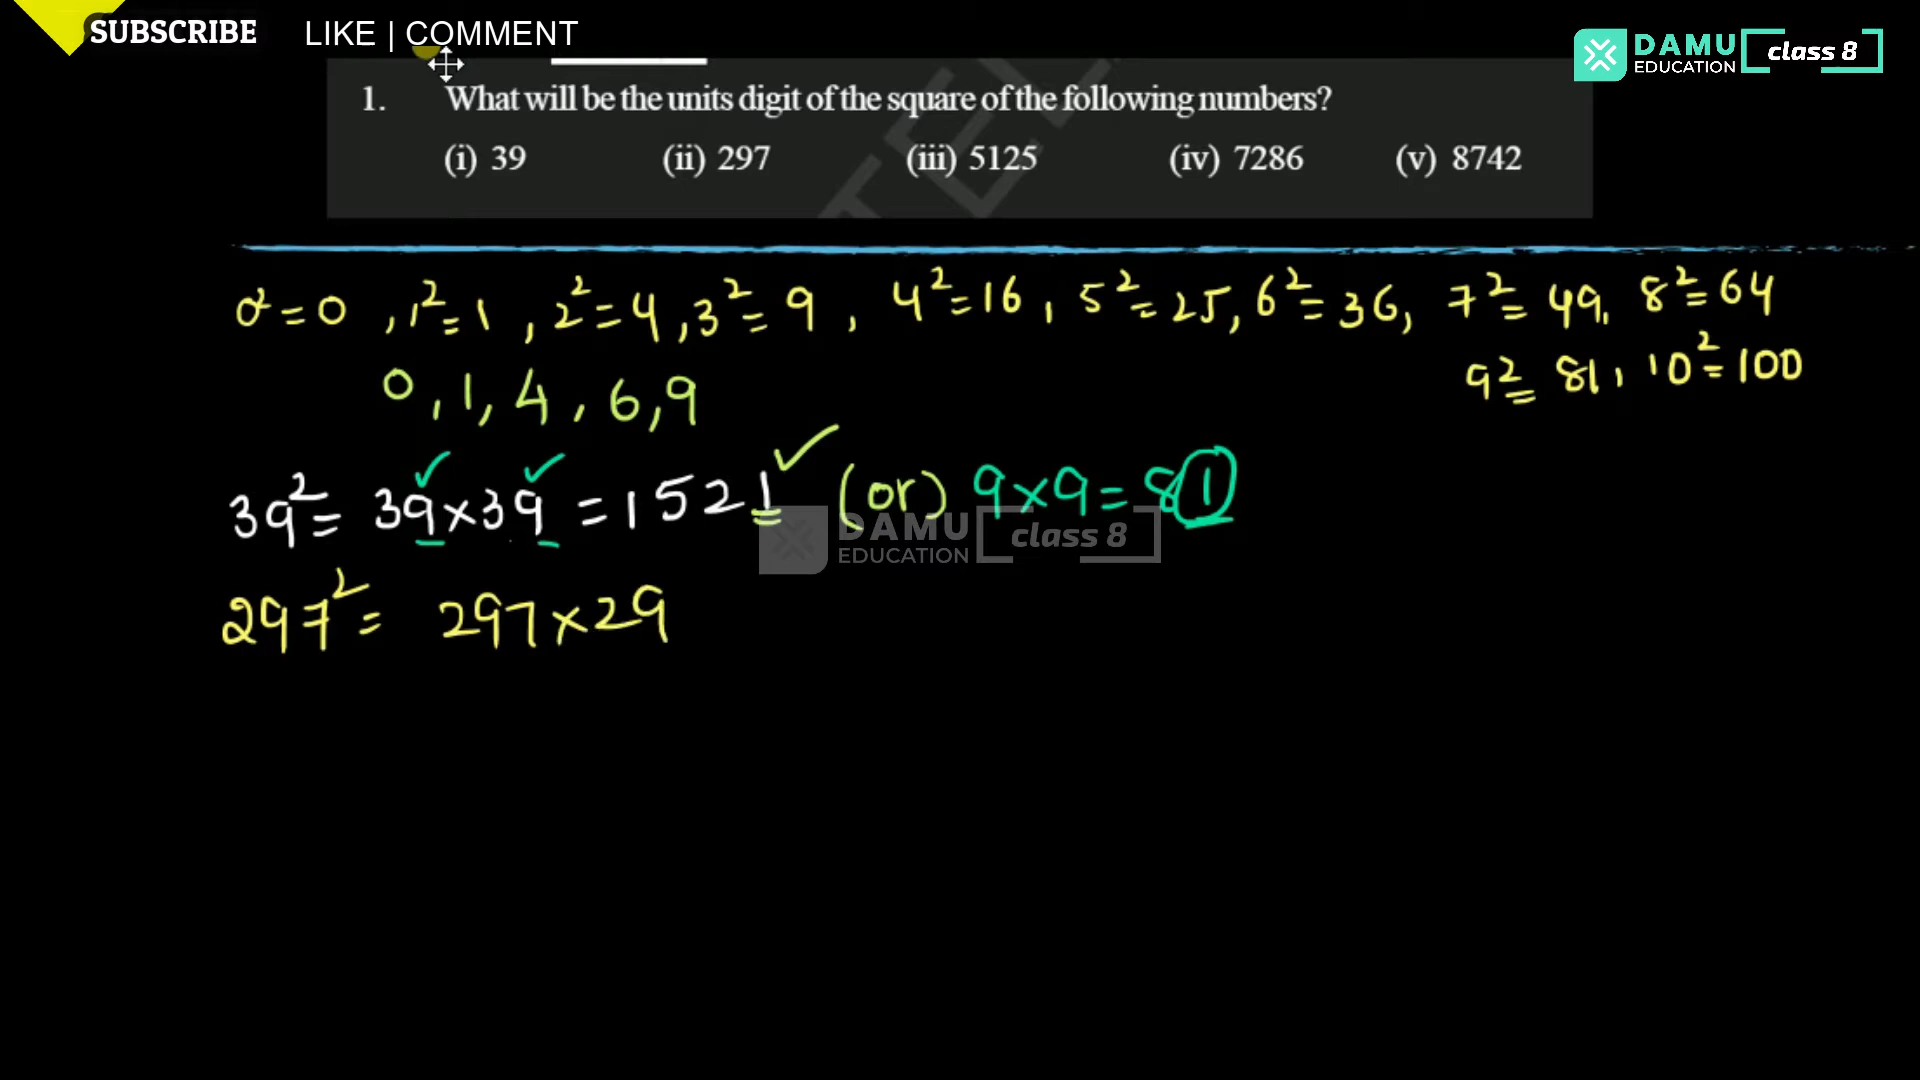 SUBSCRIBE LIKE | COMMENT
DAMU EDUCATION class 8
1. What will be the units digit of the square of the following numbers?
(i) 39 (ii) 297 (iii) 5125 (iv) 7286 (v) 8742
0²=0, 1²=1, 2²=4, 3²=9, 4²=16, 5²=25, 6²=36, 7²=49, 8²=64
9²=81, 10²=100
0, 1, 4, 6, 9
39²= 39×39 =1521 ✓ (or) 9×9=81
DAMU EDUCATION class 8
297²= 297×29